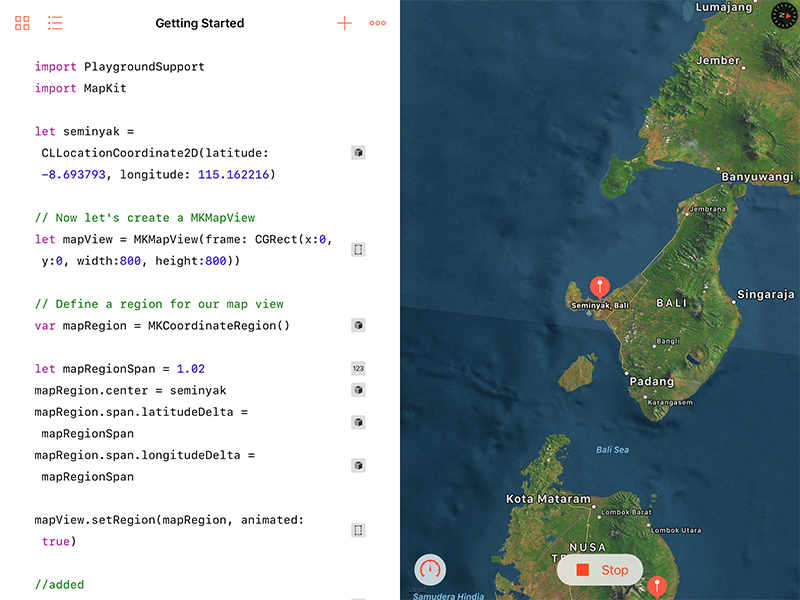 Getting Started
import PlaygroundSupport
import MapKit
let seminyak =
CLLocationCoordinate2D(latitude:
-8.693793, longitude: 115.162216)
// Now let's create a MKMapView
let mapView = MKMapView(frame: CGRect(x:0,
y:0, width:800, height:800))
// Define a region for our map view
var mapRegion = MKCoordinateRegion()
let mapRegionSpan = 1.02
123
mapRegion.center = seminyak
mapRegion.span.latitudeDelta =
mapRegionSpan
mapRegion.span.longitudeDelta =
mapRegionSpan
mapView.setRegion(mapRegion, animated:
true)
//added
Lumajang
N
Jember
Banyuwangi
Jembrana
Singaraja
BALI
Seminyak, Bali
Bangli
Padang
Karangasem
Bali Sea
Kota Mataram
Lombok Barat
Lombok Utara
NUSA
Stop
Samudera Hindia